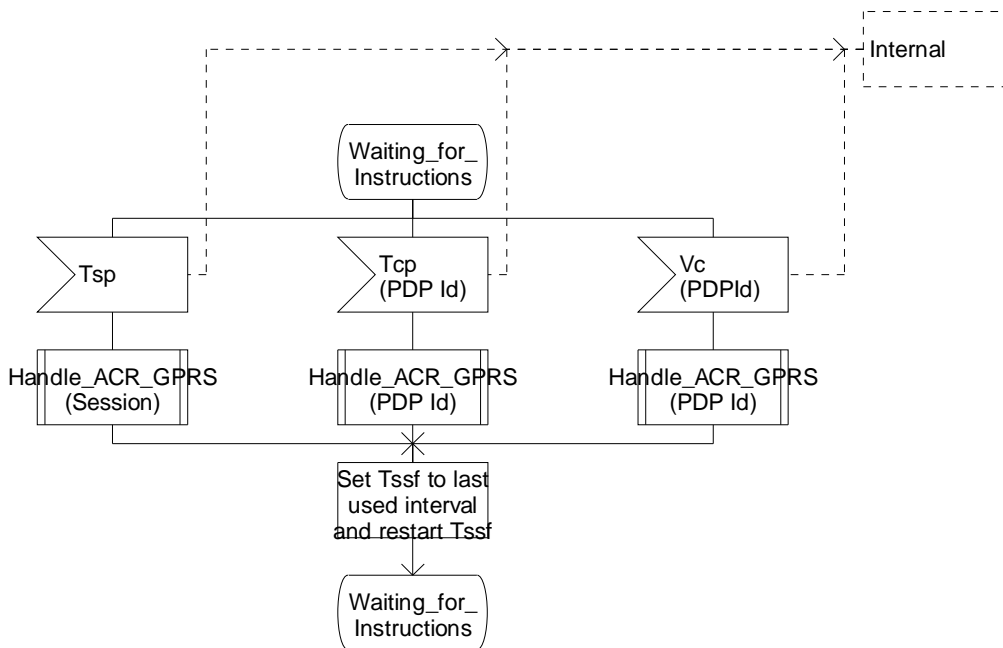 Internal
Waiting_for_
Instructions
Tsp
Tcp
(PDP Id)
Vc
(PDPId)
Handle_ACR_GPRS
(Session)
Handle_ACR_GPRS
(PDP Id)
Handle_ACR_GPRS
(PDP Id)
Set Tssf to last
used interval
and restart Tssf
Waiting_for_
Instructions